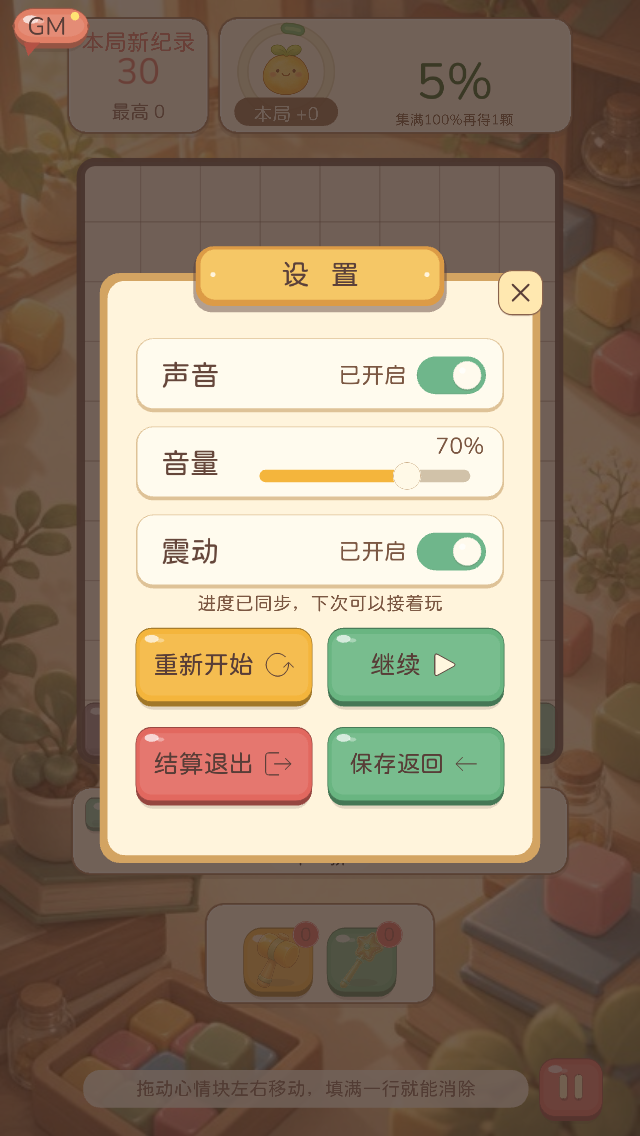 GM
本局新纪录
30
最高 0
本局 +0
5%
集满100%再得1颗
设 置
声音
已开启
音量
70%
震动
已开启
进度已同步，下次可以接着玩
重新开始
继续
结算退出
保存返回
0
0
拖动心情块左右移动，填满一行就能消除